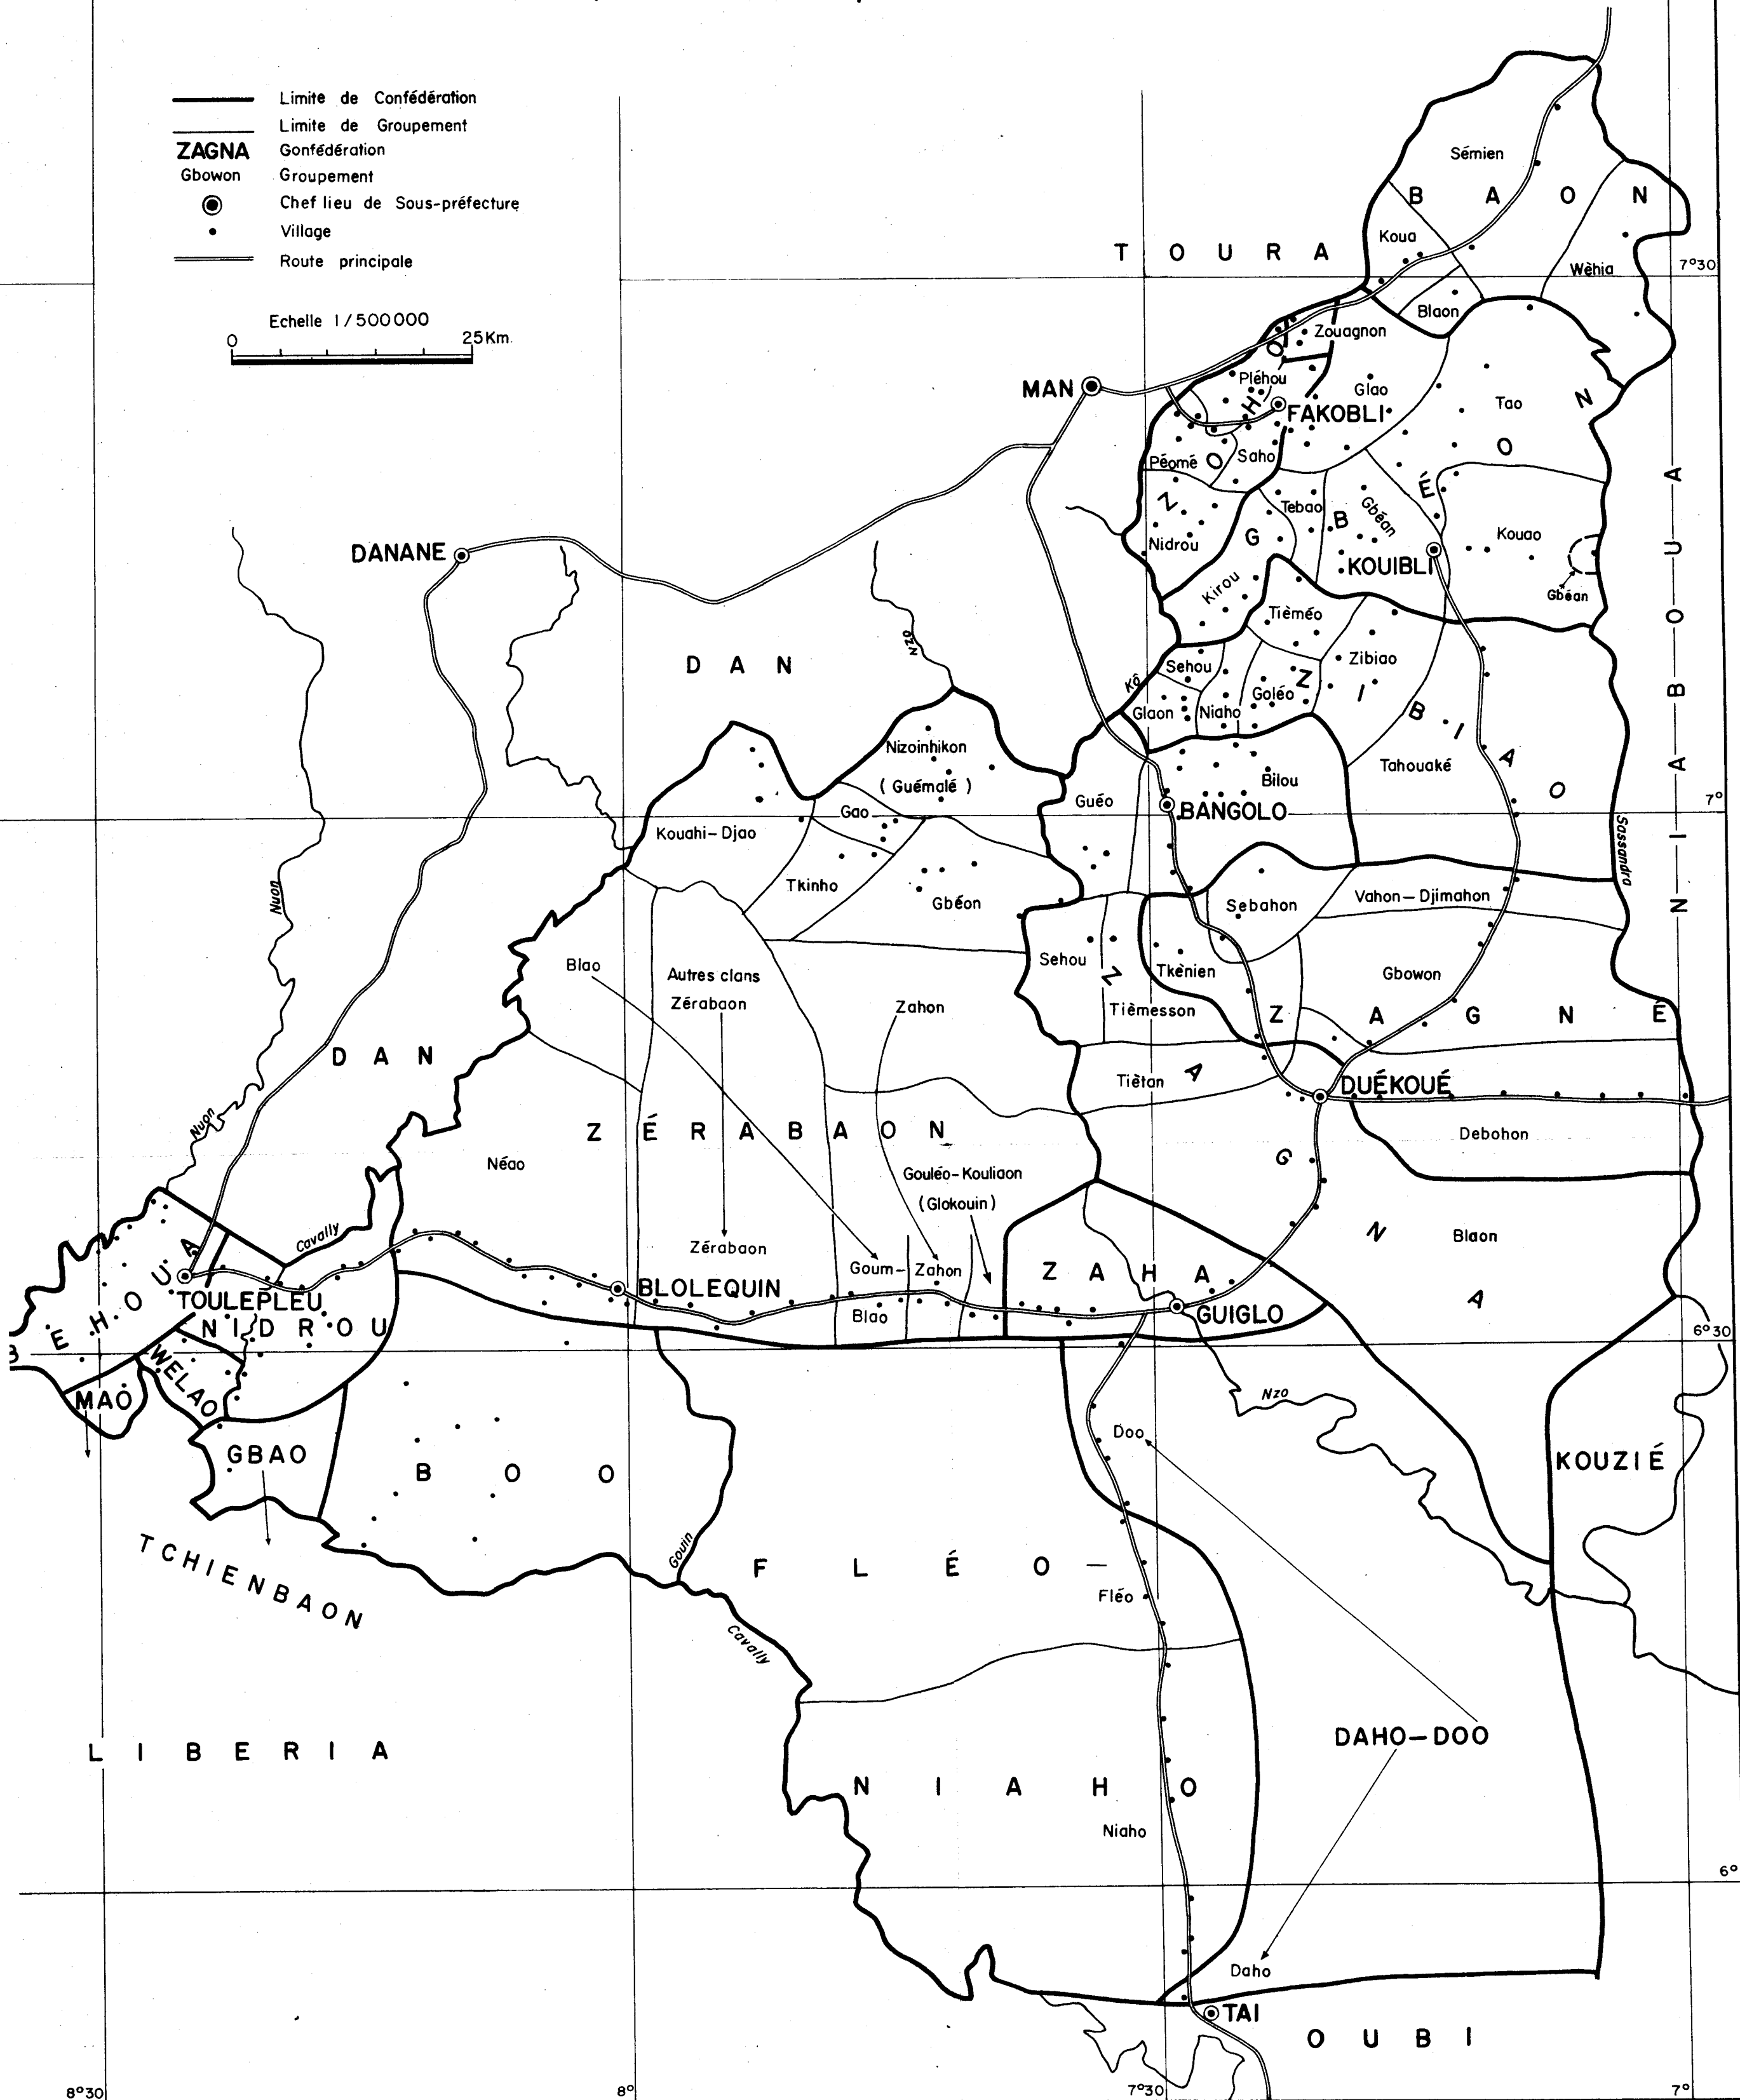 Limite de Confédération
Limite de Groupement
ZAGNA Gonfédération
Gbowon Groupement
Chef lieu de Sous-préfecture
Village
Route principale
Echelle 1/500000
0 25Km.
Sémien
B A O N
Koua
T O U R A
Wèhia
7°30
Blaon
Zouagnon
MAN
Pléhou
Glao
Tao
FAKOBLI
Z O H O
Péomé
Saho
G B É O N
Tebao
Gbéan
Nidrou
Kouao
DANANE
KOUIBLI
Gbéan
Kirou
Tièméo
N I N A B O U A
Nzo
D A N
Sehou
Zibiao
Kô
Goléo
Z I B I A O
Glaon
Niaho
Nizoinhikon
(Guémalé)
Tahouaké
Bilou
Guéo
BANGOLO
7°
Gao
Kouahi-Djao
Sassandra
Tkinho
Gbéon
Nuon
Vahon-Djimahon
Sebahon
Blao
Autres clans
Zérabaon
Sehou
Tkènien
Gbowon
Zahon
Tièmesson
Z A G N É
D A N
Z A G N A
Tiètan
DUÉKOUÉ
Nuon
Z É R A B A O N
Debohon
Néao
Gouléo-Kouliaon
(Glokouin)
Cavally
Zérabaon
Blaon
Goum-
Blao
Zahon
Z A H A
B E H O U A
TOULEPLEU
BLOLEQUIN
GUIGLO
N I D R O U
6°30
WELAO
MAO
Nzo
Doo
GBAO
B O O
KOUZIÉ
TCHIENBAON
Gouin
F L É O —
Fléo
Cavally
L I B E R I A
DAHO-DOO
N I A H O
Niaho
6°
Daho
TAI
O U B I
8°30
8°
7°30
7°